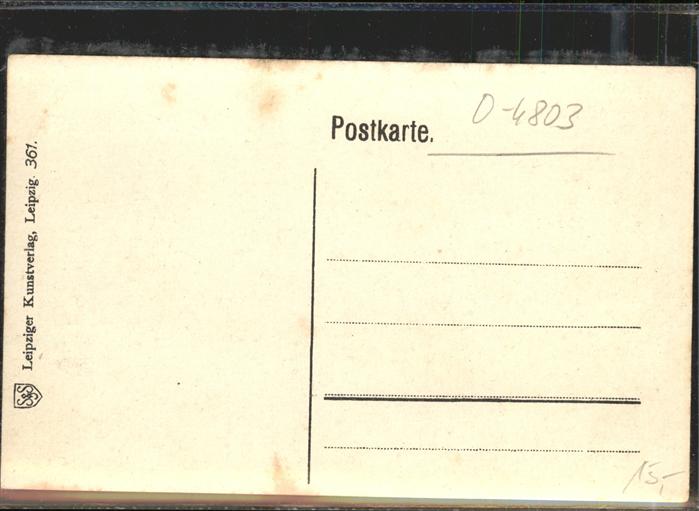 Postkarte.
D-4803
Leipziger Kunstverlag, Leipzig. 361.
S&S
15,-